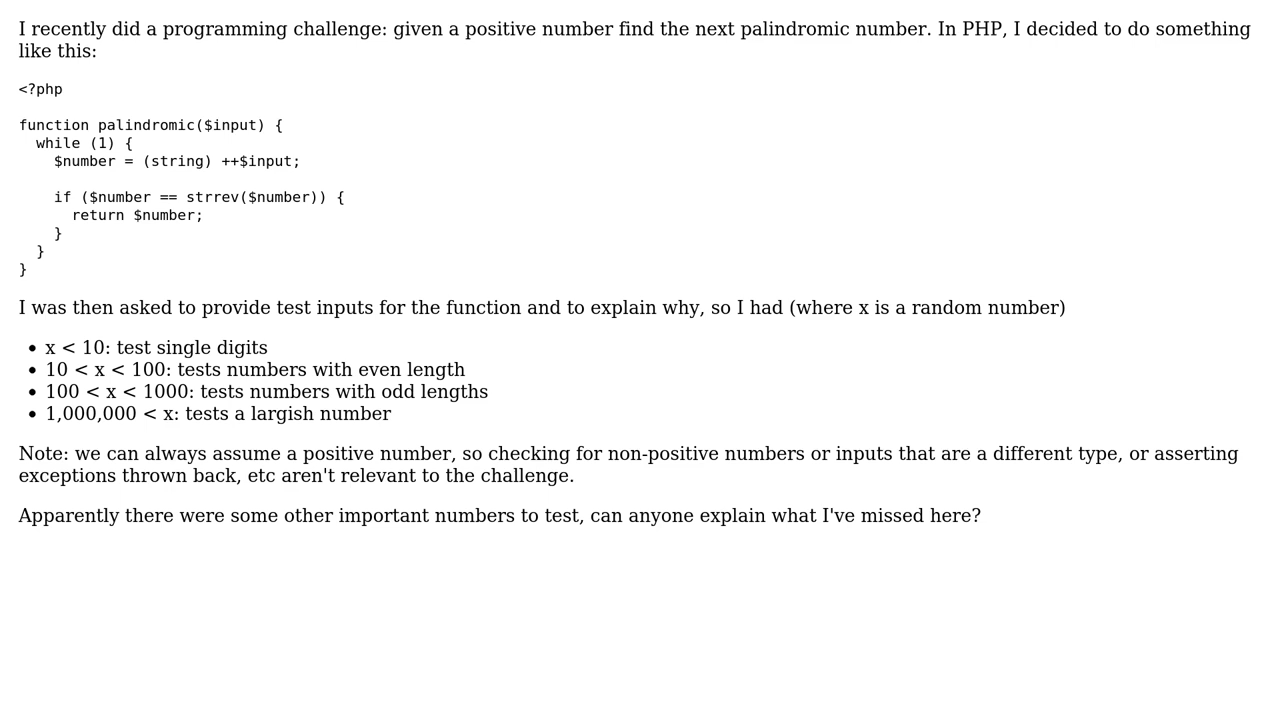 I recently did a programming challenge: given a positive number find the next palindromic number. In PHP, I decided to do something
like this:
<?php
function palindromic($input) {
  while (1) {
    $number = (string) ++$input;
    if ($number == strrev($number)) {
      return $number;
    }
  }
}
I was then asked to provide test inputs for the function and to explain why, so I had (where x is a random number)
• x < 10: test single digits
• 10 < x < 100: tests numbers with even length
• 100 < x < 1000: tests numbers with odd lengths
• 1,000,000 < x: tests a largish number
Note: we can always assume a positive number, so checking for non-positive numbers or inputs that are a different type, or asserting
exceptions thrown back, etc aren't relevant to the challenge.
Apparently there were some other important numbers to test, can anyone explain what I've missed here?